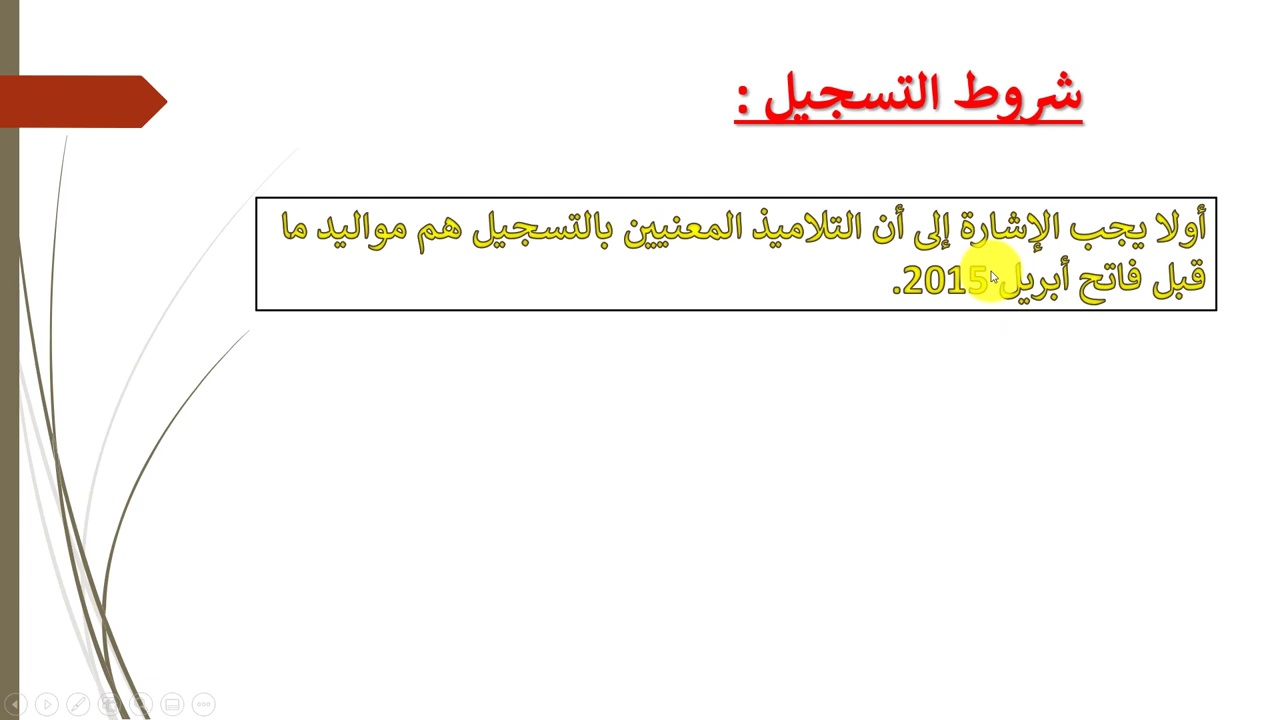 شروط التسجيل :
أولا يجب الإشارة إلى أن التلاميذ المعنيين بالتسجيل هم مواليد ما
قبل فاتح أبريل 2015.